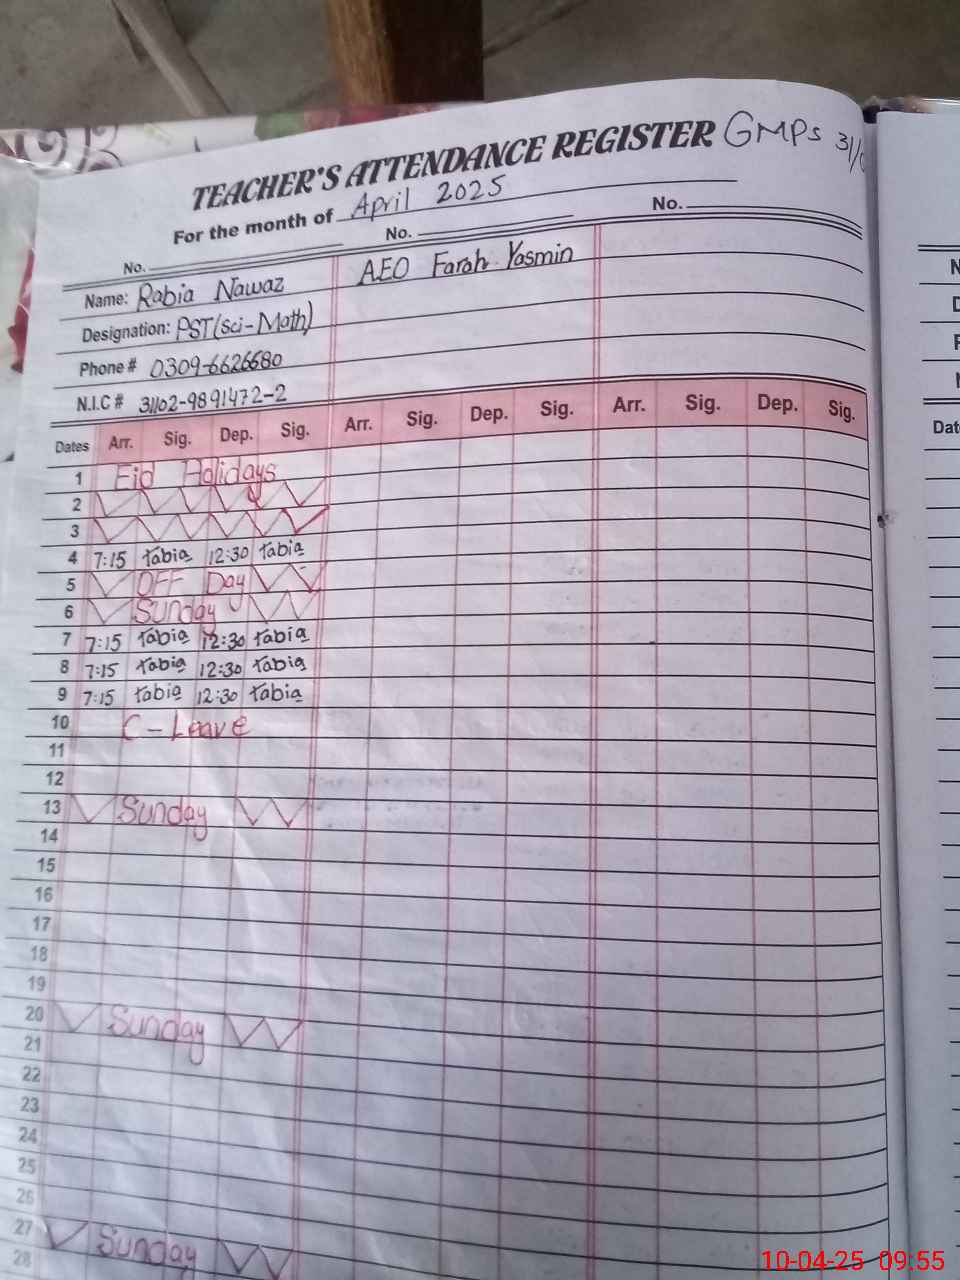 TEACHER'S ATTENDANCE REGISTER GMPs 31/
For the month of April 2025
No. No. No.
Name: Rabia Nawaz AEO Farah Yasmin
Designation: PST(Sci-Math)
Phone # 0309-6626680
N.I.C # 31102-9891472-2
Dates Arr. Sig. Dep. Sig. Arr. Sig. Dep. Sig. Arr. Sig. Dep. Sig.
1 Eid Holidays
2
3
4 7:15 rabia 12:30 rabia
5 OFF Day
6 Sunday
7 7:15 rabia 12:30 rabia
8 7:15 rabia 12:30 rabia
9 7:15 rabia 12:30 rabia
10 C-Leave
11
12
13 Sunday
14
15
16
17
18
19
20 Sunday
21
22
23
24
25
26
27 Sunday
28
10-04-25 09:55